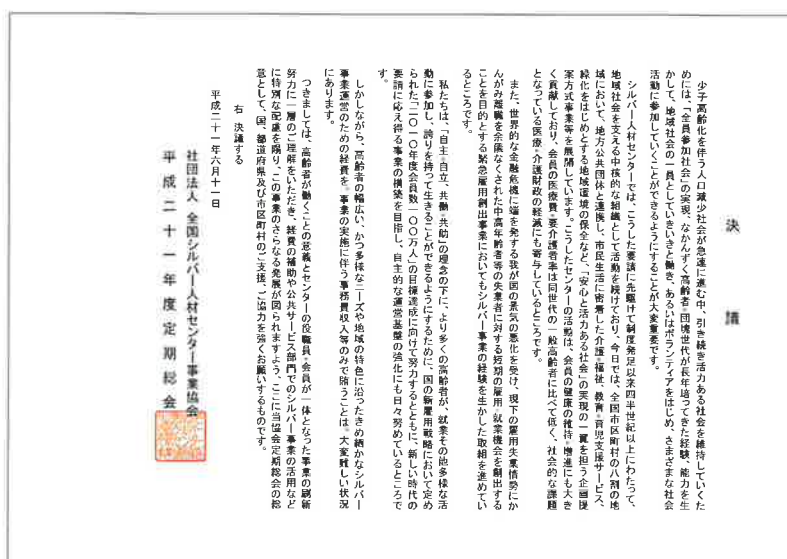 決議
少子高齢化を伴う人口減少社会が急速に進む中、引き続き活力ある社会を維持していくた
めには、「全員参加社会」の実現、なかんずく高齢者・団塊世代が長年培ってきた経験、能力を生
かして、地域社会の一員としていきいきと働き、あるいはボランティアをはじめ、さまざまな社会
活動に参加していくことができるようにすることが大変重要です。
シルバー人材センターでは、こうした要請に先駆けて制度発足以来四半世紀以上にわたって、
地域社会を支える中核的な組織として活動を続けており、今日では、全国市区町村の八割の地
域において、地方公共団体と連携し、市民生活に密着した介護・福祉、教育・育児支援サービス、
緑化をはじめとする地域環境の保全など、「安心と活力ある社会」の実現の一翼を担う企画提
案方式事業等を展開しています。こうしたセンターの活動は、会員の健康の維持・増進にも大き
く貢献しており、会員の医療費・要介護者率は同世代の一般高齢者に比べて低く、社会的な課題
となっている医療・介護財政の軽減にも寄与しているところです。
また、世界的な金融危機に端を発する我が国の景気の悪化を受け、現下の雇用失業情勢にか
んがみ離職を余儀なくされた中高年齢者等の失業者に対する短期の雇用・就業機会を創出する
ことを目的とする緊急雇用創出事業においてもシルバー事業の経験を生かした取組を進めてい
るところです。
私たちは、「自主・自立、共働・共助」の理念の下に、より多くの高齢者が、就業その他多様な活
動に参加し、誇りを持って生きることができるようにするために、国の新雇用戦略において定め
られた「二〇一〇年度会員数一〇〇万人」の目標達成に向けて努力するとともに、新しい時代の
要請に応え得る事業の構築を目指し、自主的な運営基盤の強化にも日々努めているところで
す。
しかしながら、高齢者の幅広い、かつ多様なニーズや地域の特色に沿ったきめ細かなシルバー
事業運営のための経費を、事業の実施に伴う事務費収入等のみで賄うことは、大変難しい状況
にあります。
つきましては、高齢者が働くことの意義とセンターの役職員・会員が一体となった事業の刷新
努力に一層のご理解をいただき、経費の補助や公共サービス部門でのシルバー事業の活用など
に特別な配慮を賜り、この事業のさらなる発展が図られますよう、ここに当協会定期総会の総
意として、国、都道府県及び市区町村のご支援、ご協力を強くお願いするものです。
右 決議する
平成二十一年六月十一日
社団法人 全国シルバー人材センター事業協会
平成二十一年度定期総会